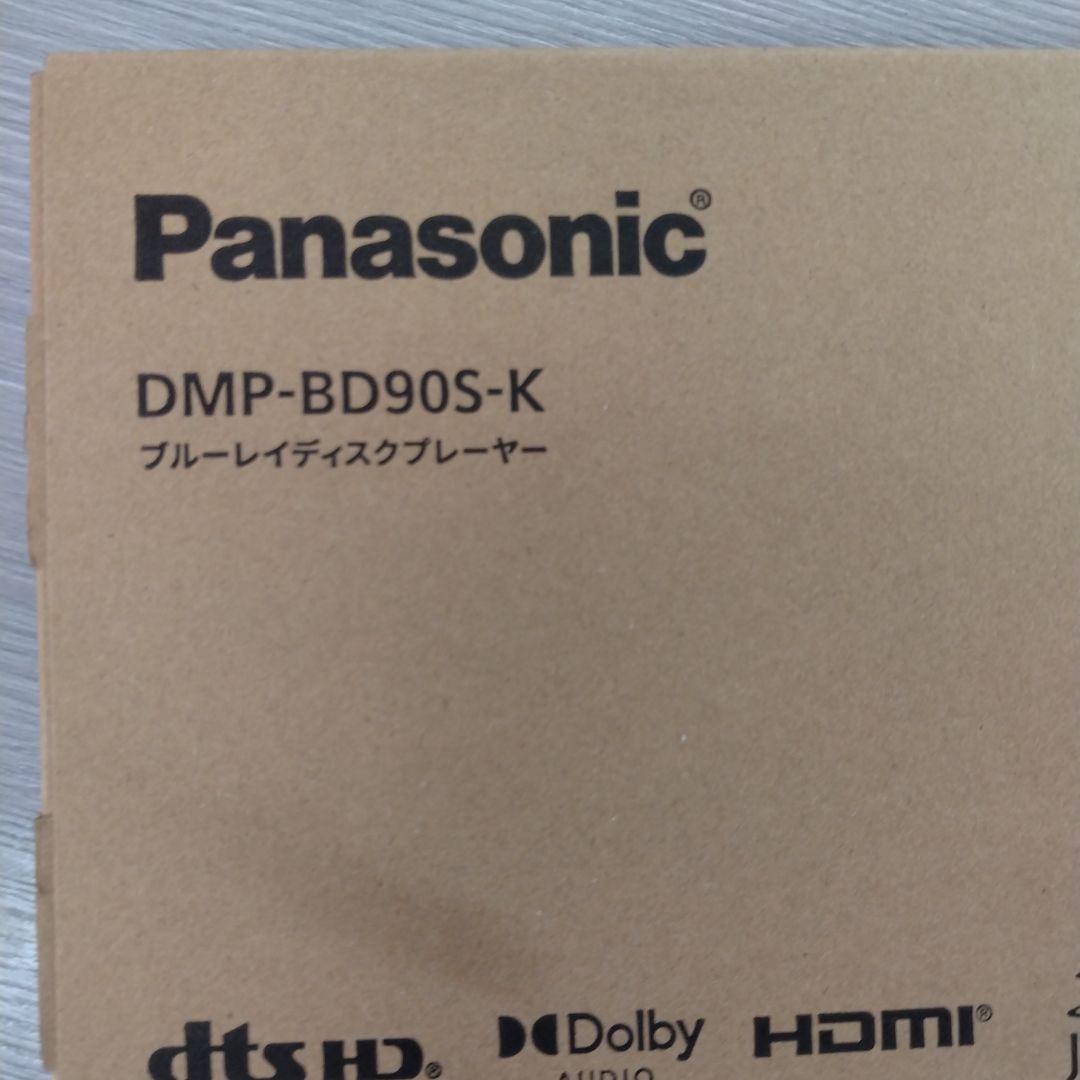 Panasonic®
DMP-BD90S-K
ブルーレイディスクプレーヤー
dts HD®
Dolby
AUDIO
HDMI®